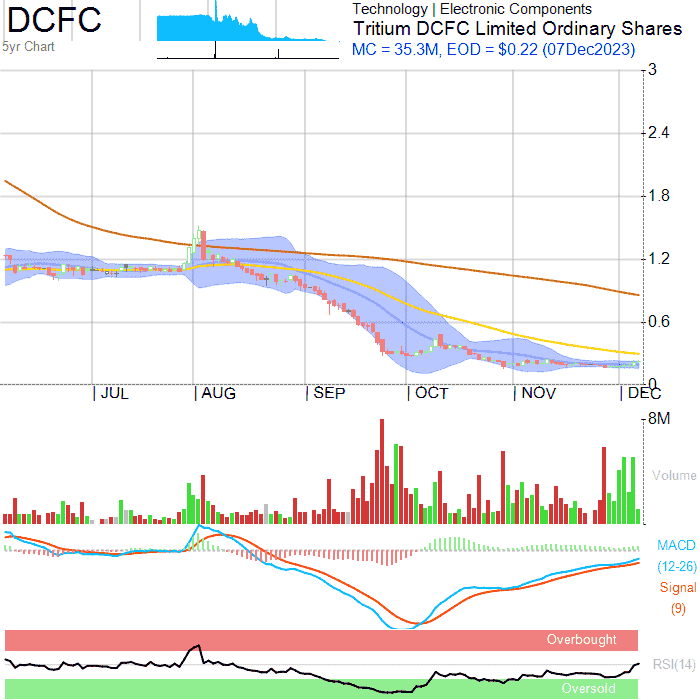 DCFC
5yr Chart
Technology | Electronic Components
Tritium DCFC Limited Ordinary Shares
MC = 35.3M, EOD = $0.22 (07Dec2023)
3
2.4
1.8
1.2
0.6
0
JUL AUG SEP OCT NOV DEC
8M
Volume
MACD
(12-26)
Signal
(9)
Overbought
RSI(14)
Oversold